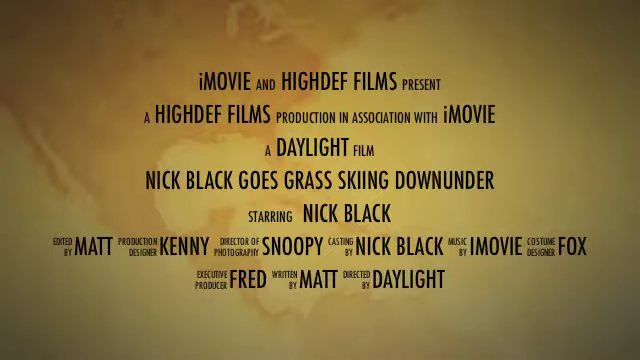 iMOVIE AND HIGHDEF FILMS PRESENT
A HIGHDEF FILMS PRODUCTION IN ASSOCIATION WITH iMOVIE
A DAYLIGHT FILM
NICK BLACK GOES GRASS SKIING DOWNUNDER
STARRING NICK BLACK
EDITED BY MATT PRODUCTION DESIGNER KENNY DIRECTOR OF PHOTOGRAPHY SNOOPY CASTING BY NICK BLACK MUSIC BY IMOVIE COSTUME DESIGNER FOX
EXECUTIVE PRODUCER FRED WRITTEN BY MATT DIRECTED BY DAYLIGHT